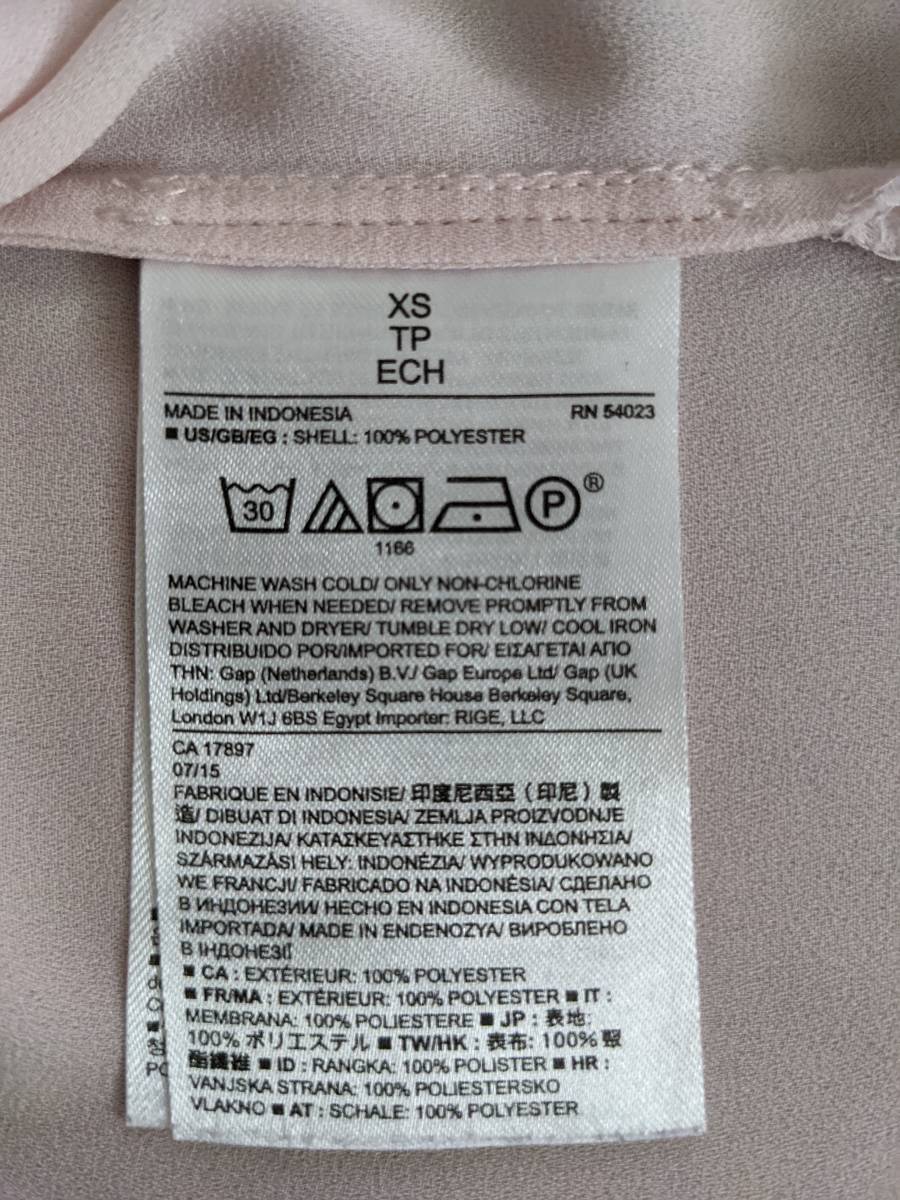 XS
TP
ECH
MADE IN INDONESIA RN 54023
■ US/GB/EG : SHELL: 100% POLYESTER
30 P ®
1166
MACHINE WASH COLD/ ONLY NON-CHLORINE
BLEACH WHEN NEEDED/ REMOVE PROMPTLY FROM
WASHER AND DRYER/ TUMBLE DRY LOW/ COOL IRON
DISTRIBUIDO POR/IMPORTED FOR/ ΕΙΣΑΓΕΤΑΙ ΑΠΟ
ΤΗΝ: Gap (Netherlands) B.V./ Gap Europe Ltd/ Gap (UK
Holdings) Ltd/Berkeley Square House Berkeley Square,
London W1J 6BS Egypt Importer: RIGE, LLC
CA 17897
07/15
FABRIQUE EN INDONISIE/ 印度尼西亞 (印尼) 製
造/ DIBUAT DI INDONESIA/ ZEMLJA PROIZVODNJE
INDONEZIJA/ ΚΑΤΑΣΚΕΥΑΣΤΗΚΕ ΣΤΗΝ ΙΝΔΟΝΗΣΙΑ/
SZÁRMAZÁSI HELY: INDONÉZIA/ WYPRODUKOWANO
WE FRANCJI/ FABRICADO NA INDONÉSIA/ СДЕЛАНО
В ИНДОНЕЗИИ/ HECHO EN INDONESIA CON TELA
IMPORTADA/ MADE IN ENDENOZYA/ ВИРОБЛЕНО
В ІНДОНЕЗІЇ
■ CA : EXTÉRIEUR: 100% POLYESTER
■ FR/MA : EXTÉRIEUR: 100% POLYESTER ■ IT :
MEMBRANA: 100% POLIESTERE ■ JP : 表地:
100% ポリエステル ■ TW/HK : 表布: 100% 聚
酯纖維 ■ ID : RANGKA: 100% POLISTER ■ HR :
VANJSKA STRANA: 100% POLIESTERSKO
VLAKNO ■ AT : SCHALE: 100% POLYESTER